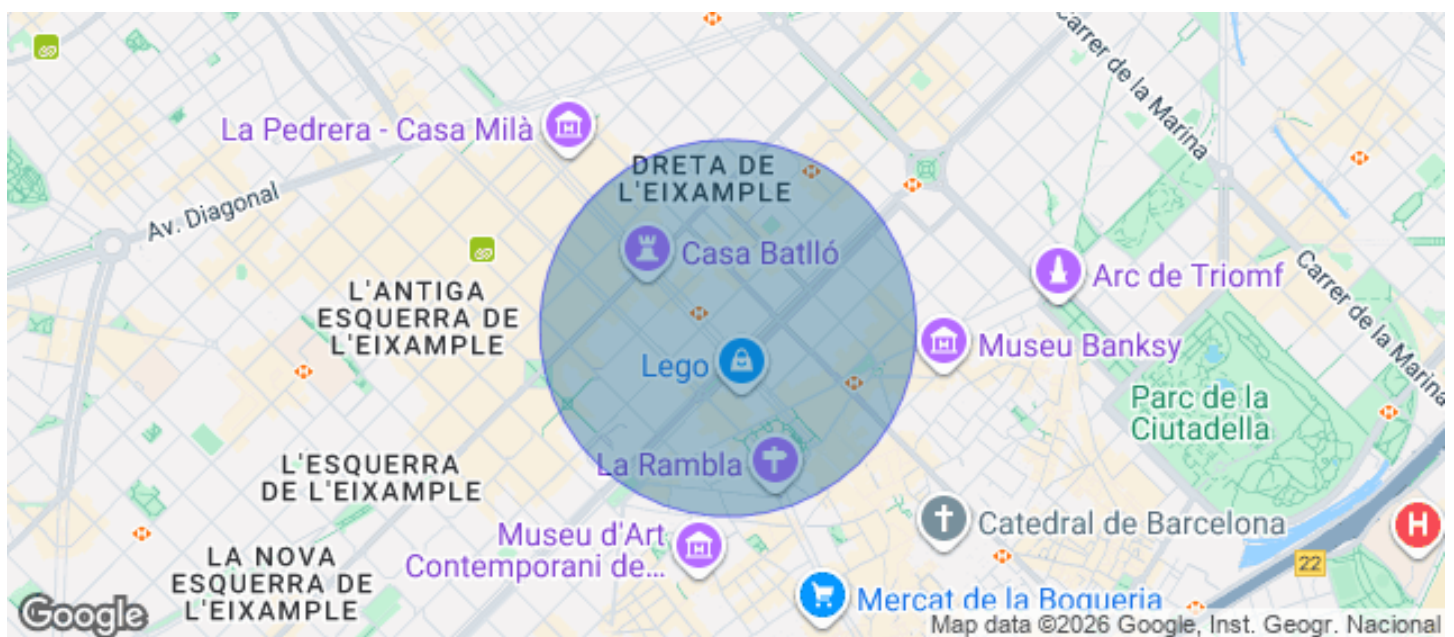 Carrer de la Marina
La Pedrera - Casa Milà
DRETA DE
L'EIXAMPLE
Av. Diagonal
Casa Batlló
Arc de Triomf
Carrer de la Marina
L'ANTIGA
ESQUERRA DE
L'EIXAMPLE
Lego
Museu Banksy
Parc de la
Ciutadella
L'ESQUERRA
DE L'EIXAMPLE
La Rambla
Museu d'Art
Contemporani de...
Catedral de Barcelona
H
22
LA NOVA
ESQUERRA DE
L'EIXAMPLE
Mercat de la Boqueria
Google
Map data ©2026 Google, Inst. Geogr. Nacional